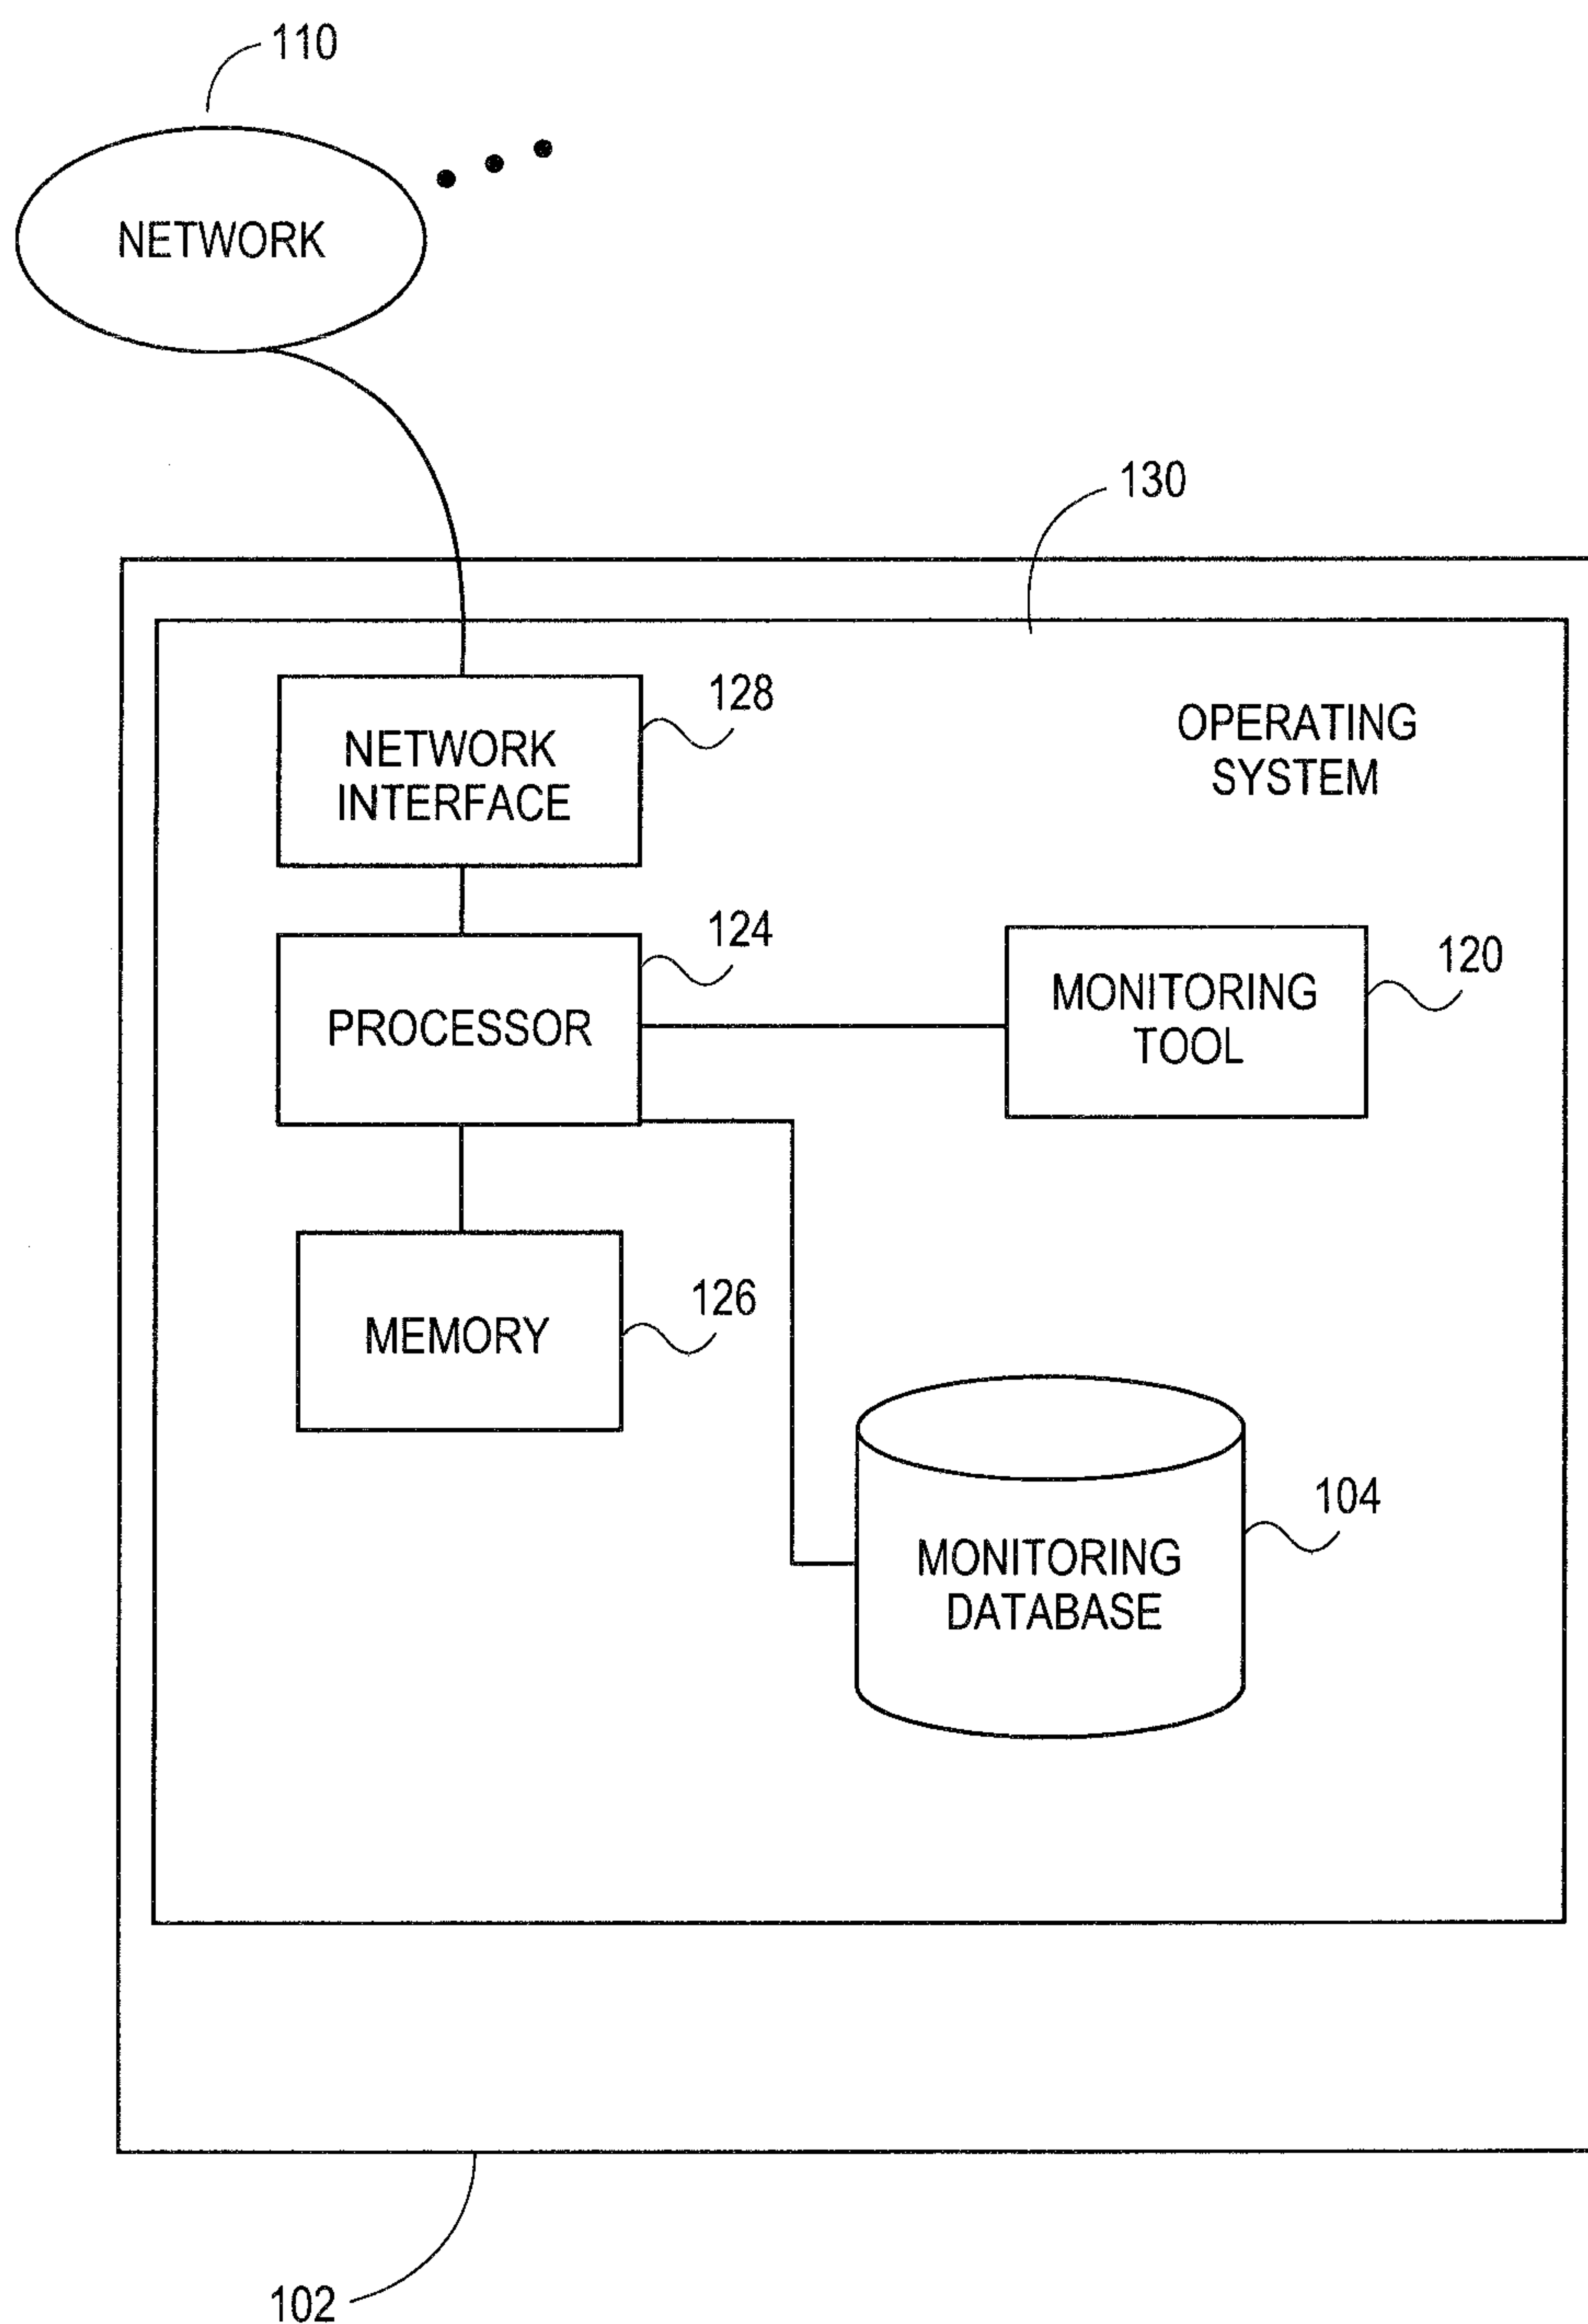 110
NETWORK
130
128
OPERATING
SYSTEM
NETWORK
INTERFACE
124
120
PROCESSOR
MONITORING
TOOL
126
MEMORY
104
MONITORING
DATABASE
102